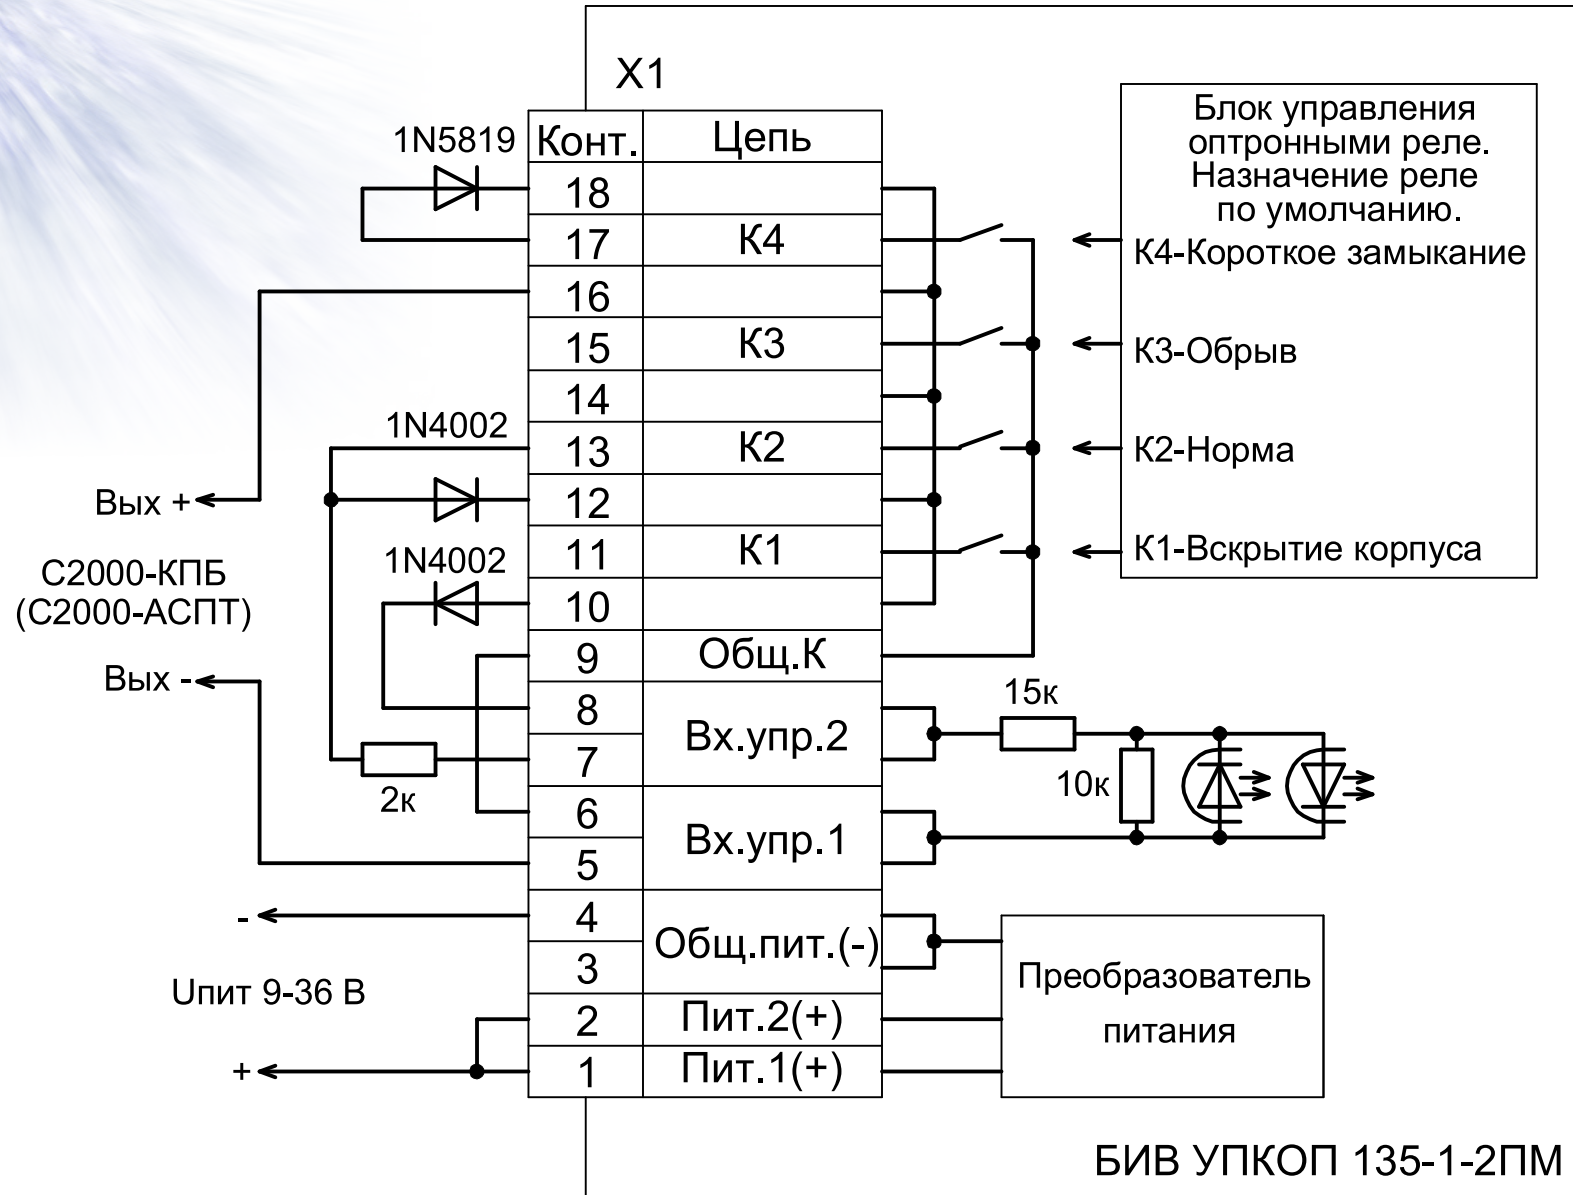 X1
Конт. Цепь
1N5819
18
17 К4
16
15 К3
14
1N4002
13 К2
12
11 К1
1N4002
10
9 Общ.К
8
Вх.упр.2
7
2к
6
Вх.упр.1
5
4
Общ.пит.(-)
3
2 Пит.2(+)
1 Пит.1(+)
Вых +
С2000-КПБ
(С2000-АСПТ)
Вых -
-
Uпит 9-36 В
+
Блок управления
оптронными реле.
Назначение реле
по умолчанию.
К4-Короткое замыкание
К3-Обрыв
К2-Норма
К1-Вскрытие корпуса
15к
10к
Преобразователь
питания
БИВ УПКОП 135-1-2ПМ